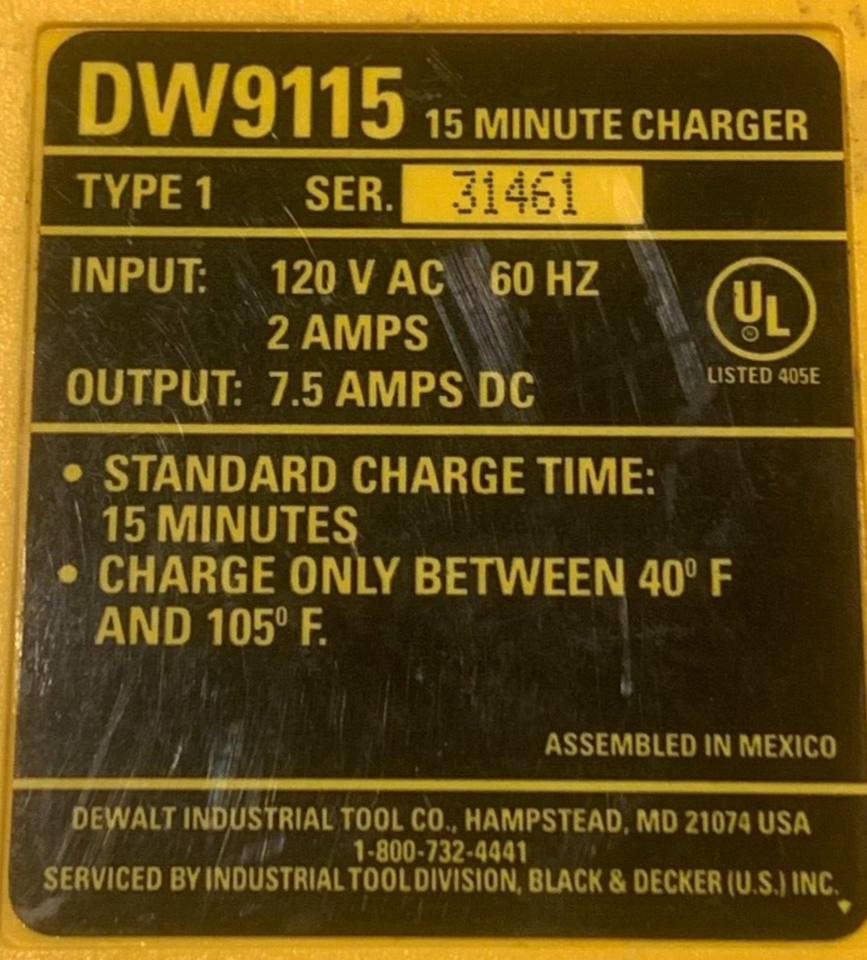 DW9115 15 MINUTE CHARGER
TYPE 1 SER. 31461
INPUT: 120 V AC 60 HZ
2 AMPS
OUTPUT: 7.5 AMPS DC
UL
LISTED 405E
• STANDARD CHARGE TIME:
15 MINUTES
• CHARGE ONLY BETWEEN 40⁰ F
AND 105⁰ F.
ASSEMBLED IN MEXICO
DEWALT INDUSTRIAL TOOL CO., HAMPSTEAD, MD 21074 USA
1-800-732-4441
SERVICED BY INDUSTRIAL TOOL DIVISION, BLACK & DECKER (U.S.) INC.